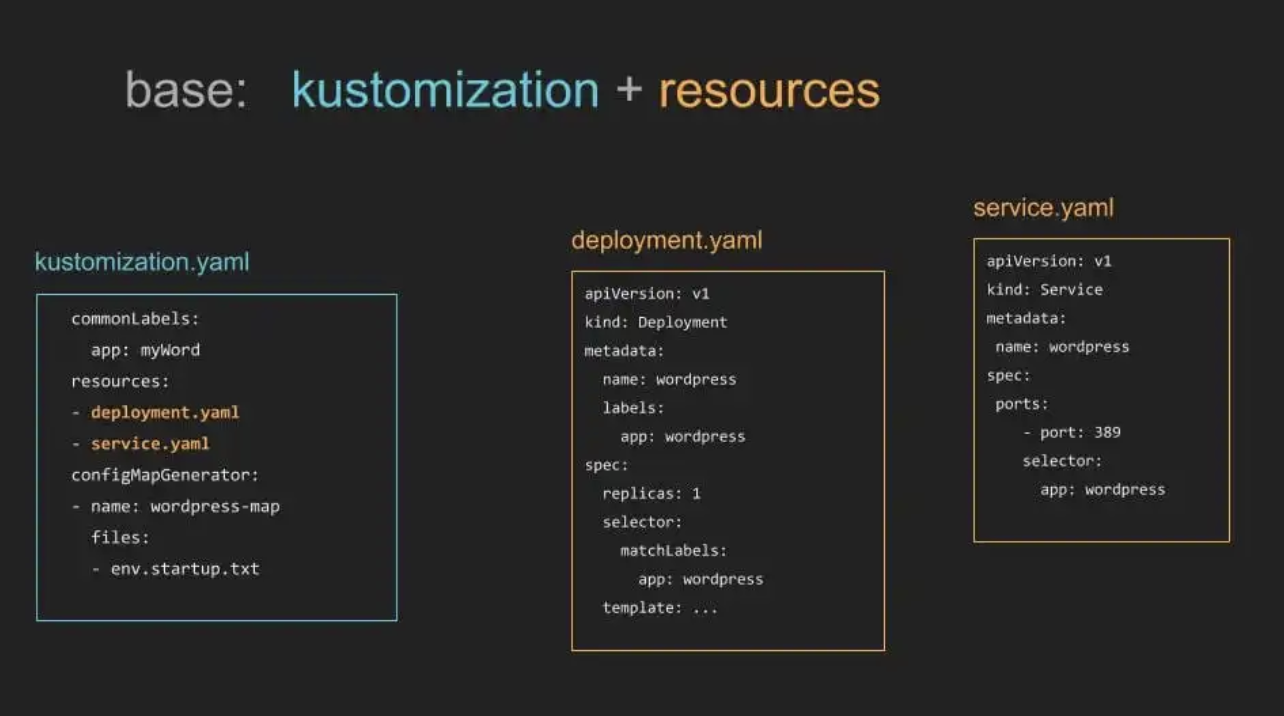 base: kustomization + resources
kustomization.yaml
commonLabels:
  app: myWord
resources:
- deployment.yaml
- service.yaml
configMapGenerator:
- name: wordpress-map
  files:
  - env.startup.txt
deployment.yaml
apiVersion: v1
kind: Deployment
metadata:
  name: wordpress
  labels:
    app: wordpress
spec:
  replicas: 1
  selector:
    matchLabels:
      app: wordpress
  template: ...
service.yaml
apiVersion: v1
kind: Service
metadata:
 name: wordpress
spec:
 ports:
    - port: 389
    selector:
      app: wordpress